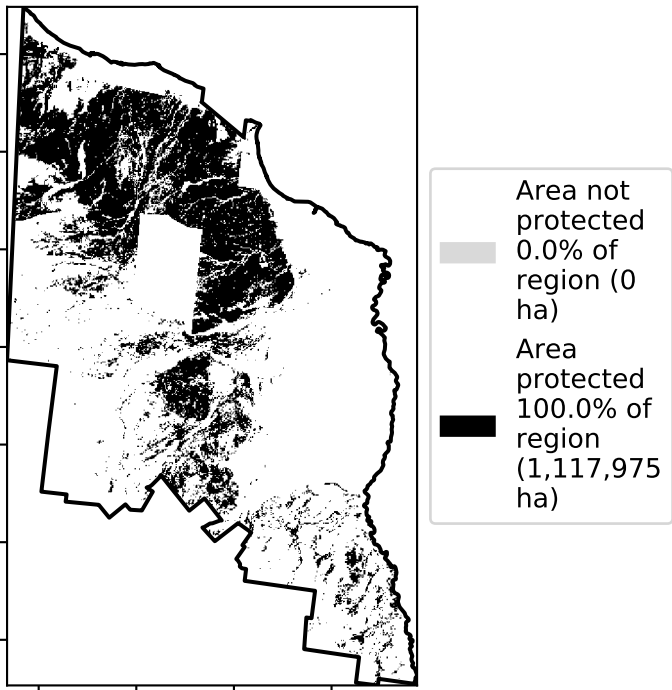 Area not
protected
0.0% of
region (0
ha)
Area
protected
100.0% of
region
(1,117,975
ha)